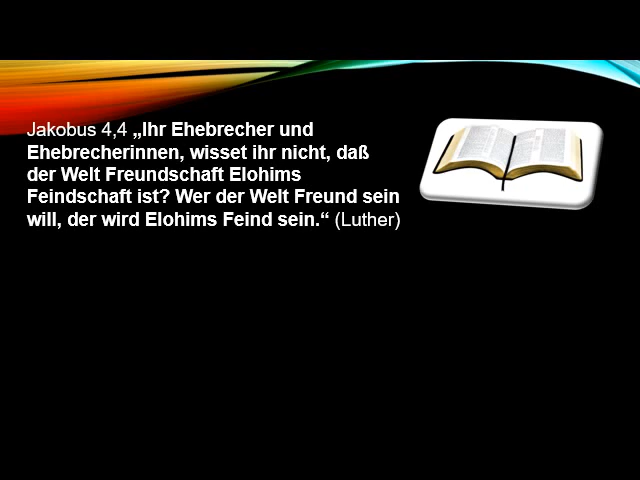 Jakobus 4,4 „Ihr Ehebrecher und
Ehebrecherinnen, wisset ihr nicht, daß
der Welt Freundschaft Elohims
Feindschaft ist? Wer der Welt Freund sein
will, der wird Elohims Feind sein.“ (Luther)